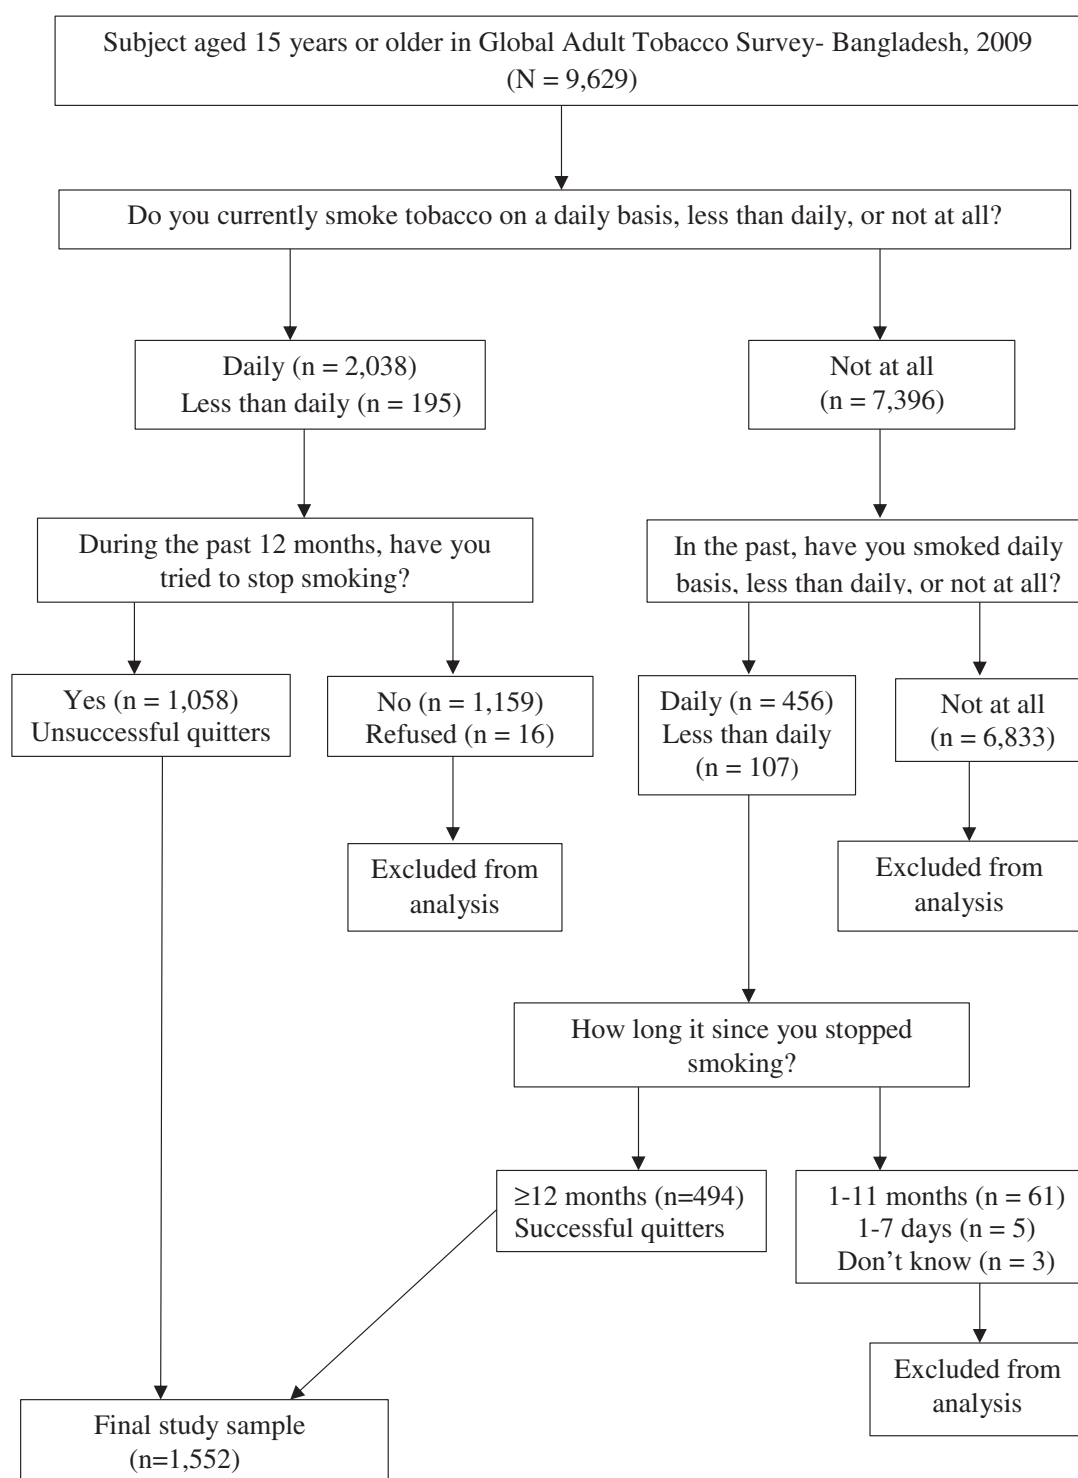 Subject aged 15 years or older in Global Adult Tobacco Survey- Bangladesh, 2009
(N = 9,629)
Do you currently smoke tobacco on a daily basis, less than daily, or not at all?
Daily (n = 2,038)
Less than daily (n = 195)
Not at all
(n = 7,396)
During the past 12 months, have you
tried to stop smoking?
In the past, have you smoked daily
basis, less than daily, or not at all?
Yes (n = 1,058)
Unsuccessful quitters
No (n = 1,159)
Refused (n = 16)
Daily (n = 456)
Less than daily
(n = 107)
Not at all
(n = 6,833)
Excluded from
analysis
Excluded from
analysis
How long it since you stopped
smoking?
≥12 months (n=494)
Successful quitters
1-11 months (n = 61)
1-7 days (n = 5)
Don’t know (n = 3)
Excluded from
analysis
Final study sample
(n=1,552)